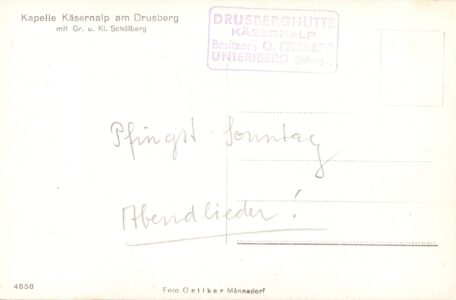 Kapelle Käsernalp am Drusberg
mit Gr. u. Kl. Schülberg
DRUSBERGHÜTTE
KÄSERNALP
Besitzer: O. FÄSSLER
UNTERIBERG (Schwyz)
Pfingst Sonntag
Abendlieder!
4658
Foto Oetiker Männedorf